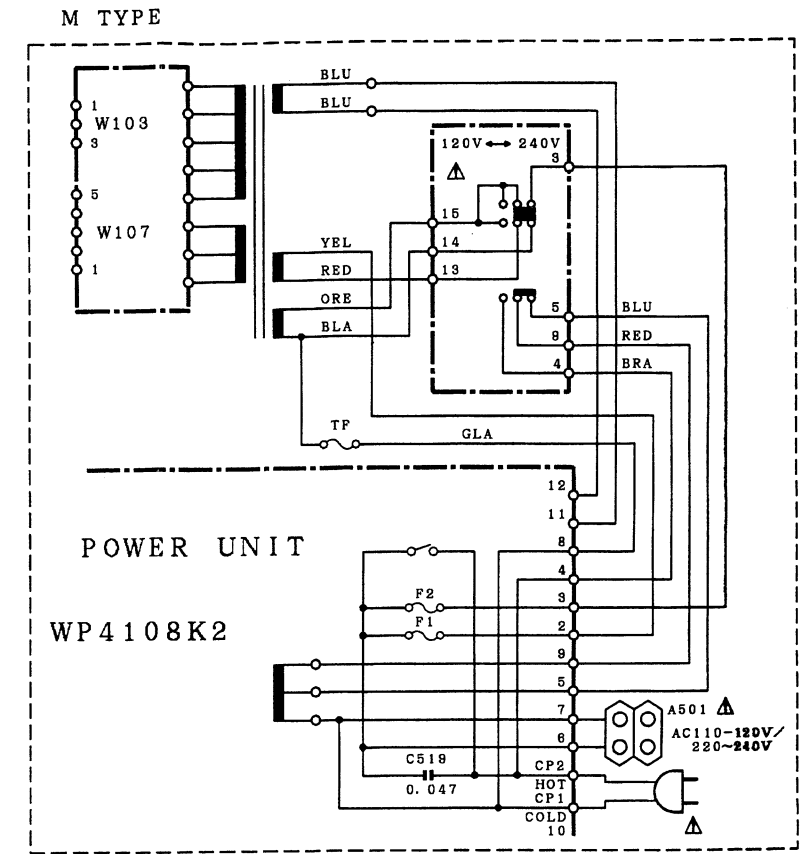 M TYPE
BLU
BLU
1
W103
3
5
W107
1
120V ↔ 240V
3
15
14
13
YEL
RED
ORE
BLA
5
BLU
9
RED
4
BRA
TF
GLA
12
11
8
4
3
2
9
5
7
6
POWER UNIT
WP4108K2
F2
F1
A501
AC110-120V/
220~240V
C519
0.047
CP2
HOT
CP1
COLD
10